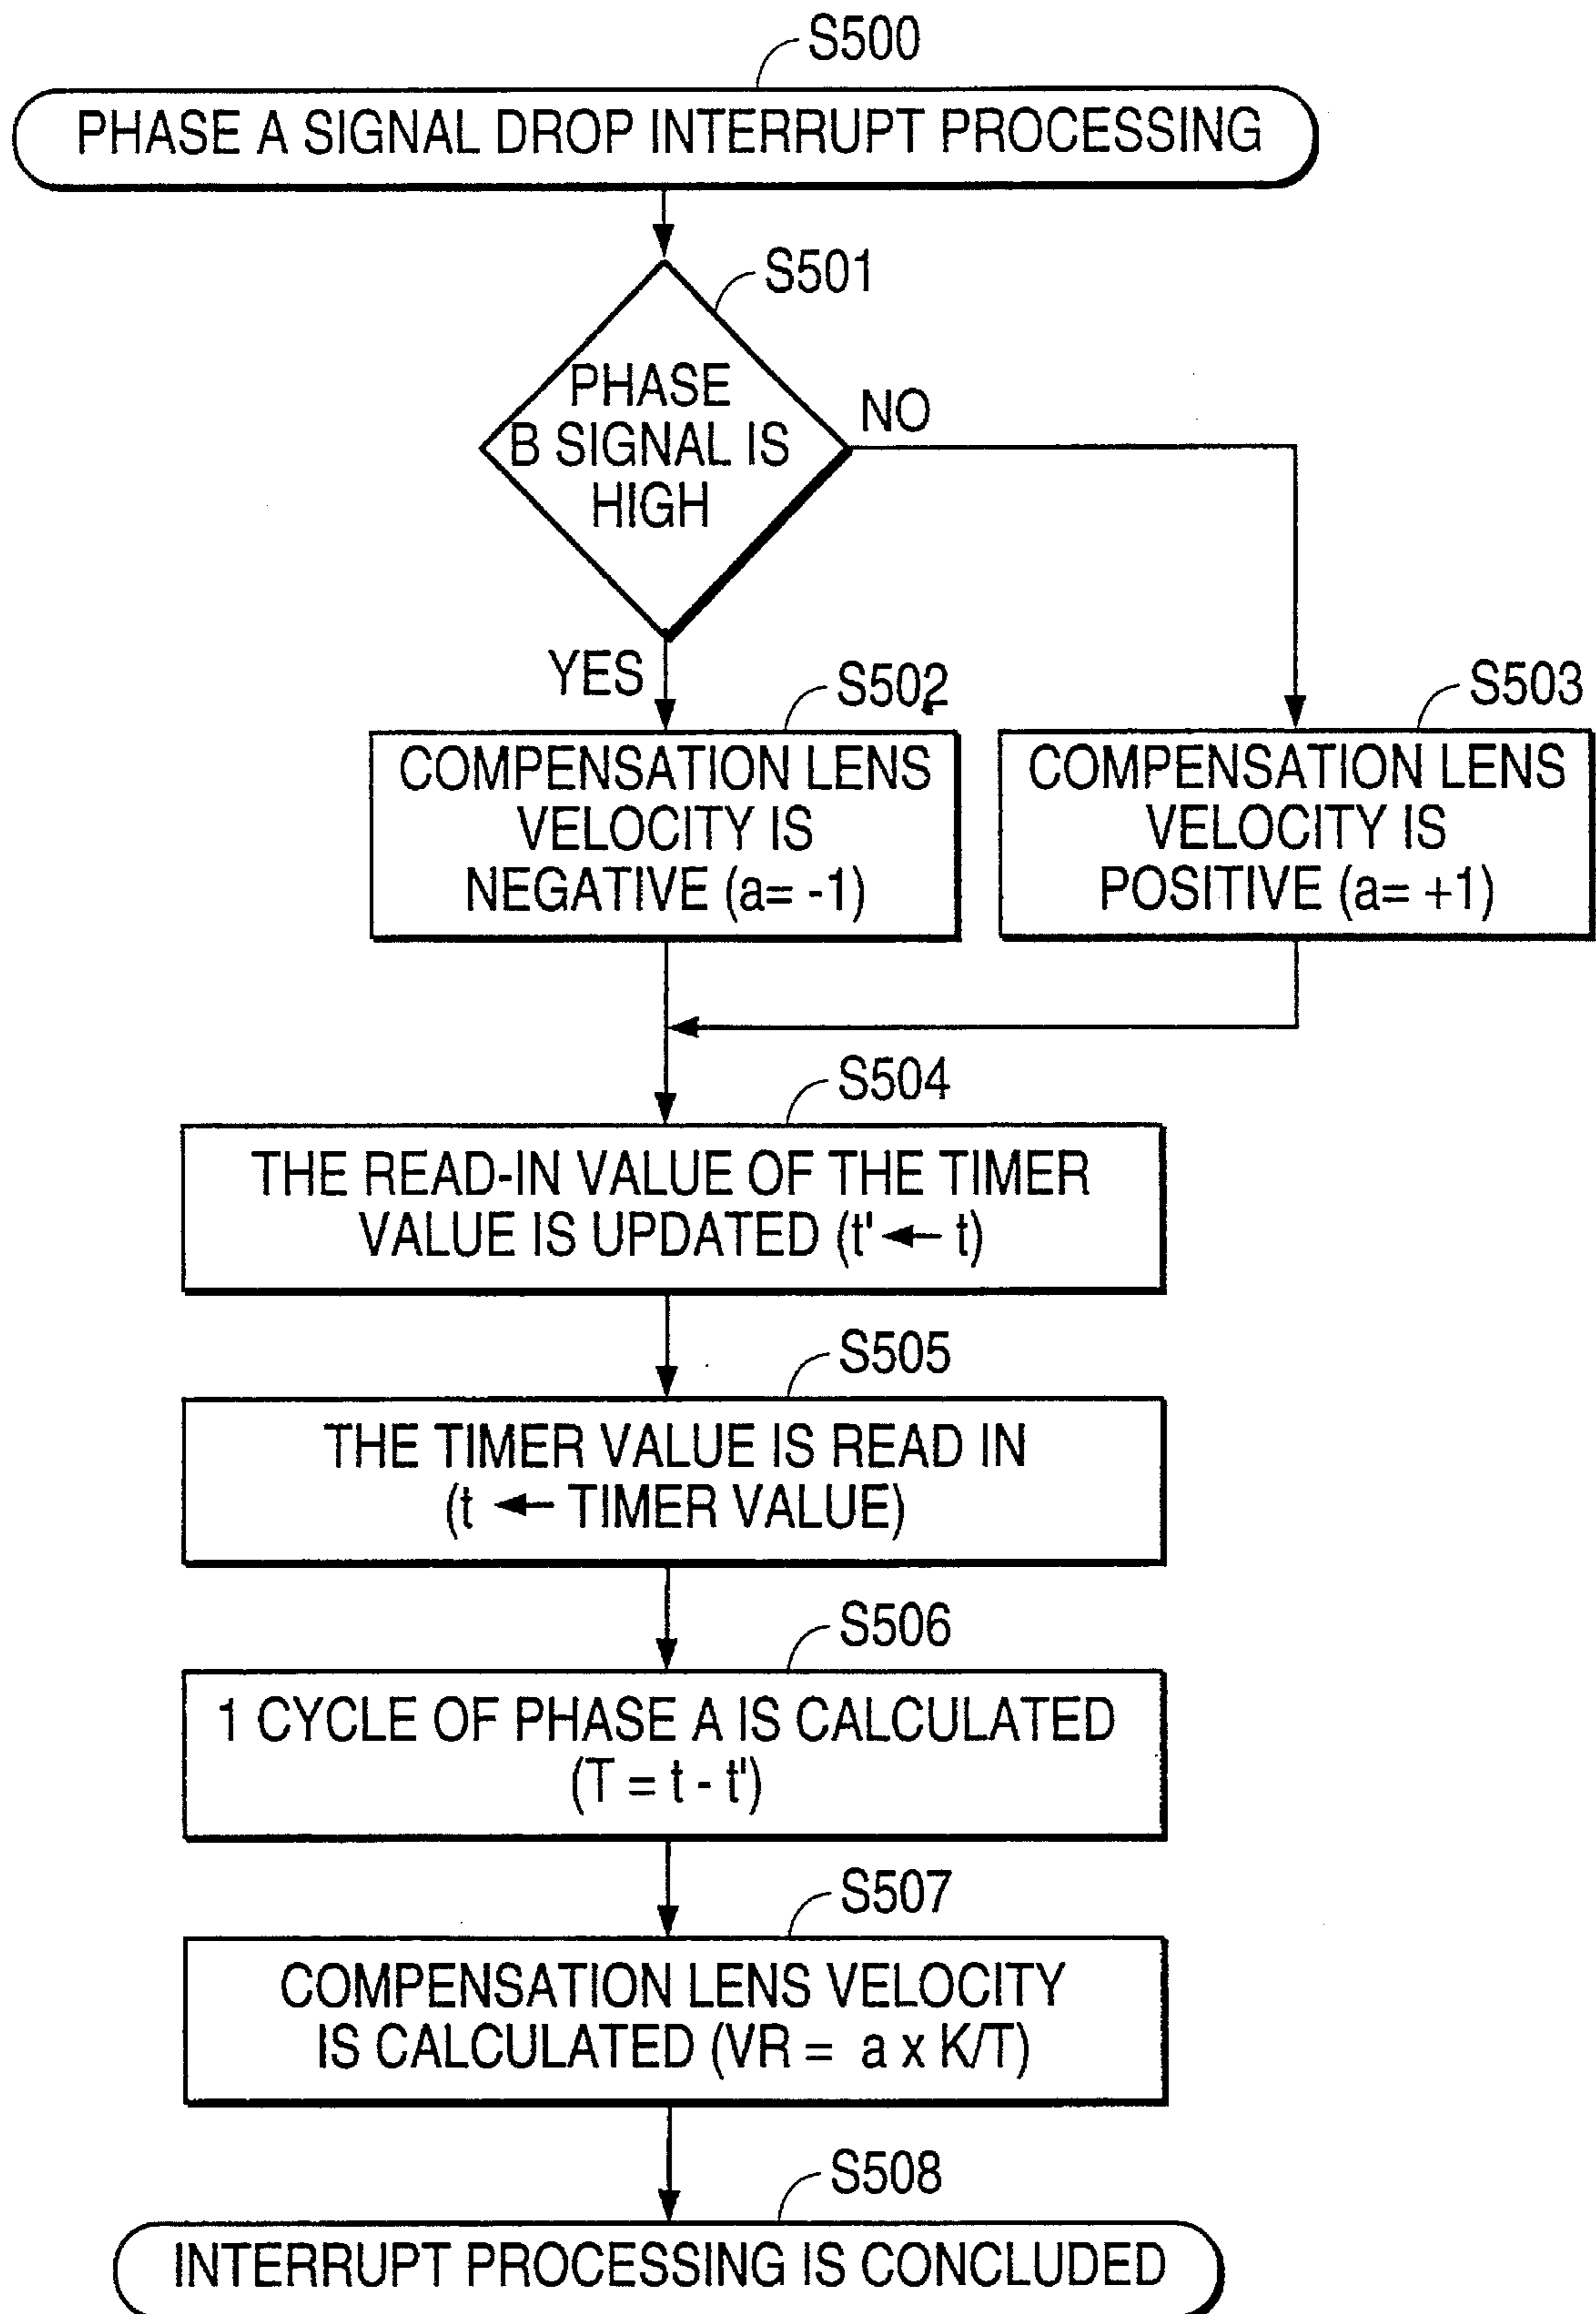 S500
PHASE A SIGNAL DROP INTERRUPT PROCESSING
S501
PHASE
B SIGNAL IS
HIGH
NO
YES
S502
COMPENSATION LENS
VELOCITY IS
NEGATIVE (a= -1)
S503
COMPENSATION LENS
VELOCITY IS
POSITIVE (a= +1)
S504
THE READ-IN VALUE OF THE TIMER
VALUE IS UPDATED (t' ← t)
S505
THE TIMER VALUE IS READ IN
(t ← TIMER VALUE)
S506
1 CYCLE OF PHASE A IS CALCULATED
(T = t - t')
S507
COMPENSATION LENS VELOCITY
IS CALCULATED (VR = a x K/T)
S508
INTERRUPT PROCESSING IS CONCLUDED